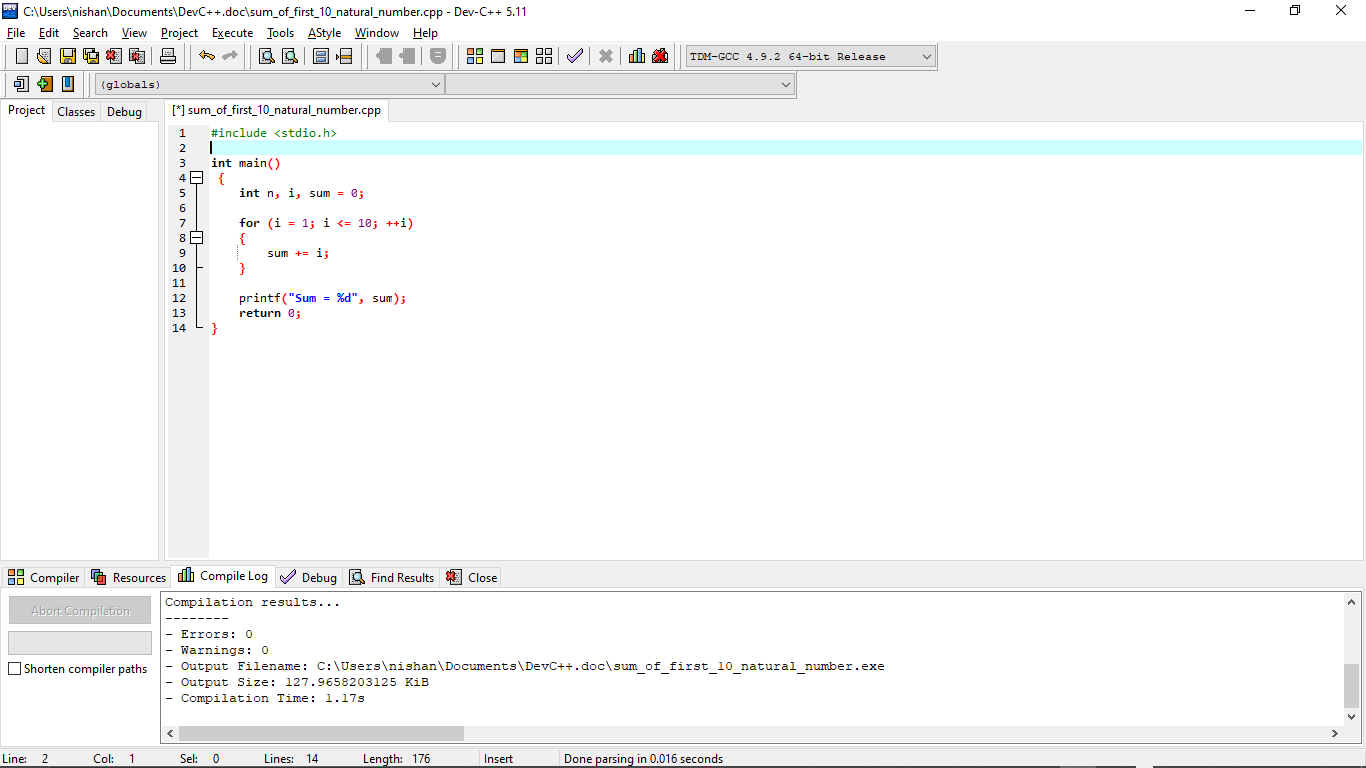 C:\Users\nishan\Documents\DevC++.doc\sum_of_first_10_natural_number.cpp - Dev-C++ 5.11
File Edit Search View Project Execute Tools AStyle Window Help
TDM-GCC 4.9.2 64-bit Release
(globals)
Project Classes Debug
[*] sum_of_first_10_natural_number.cpp
1 #include <stdio.h>
2
3 int main()
4 {
5 int n, i, sum = 0;
6
7 for (i = 1; i <= 10; ++i)
8 {
9 sum += i;
10 }
11
12 printf("Sum = %d", sum);
13 return 0;
14 }
Compiler Resources Compile Log Debug Find Results Close
Abort Compilation
Shorten compiler paths
Compilation results...
--------
- Errors: 0
- Warnings: 0
- Output Filename: C:\Users\nishan\Documents\DevC++.doc\sum_of_first_10_natural_number.exe
- Output Size: 127.9658203125 KiB
- Compilation Time: 1.17s
Line: 2 Col: 1 Sel: 0 Lines: 14 Length: 176 Insert Done parsing in 0.016 seconds